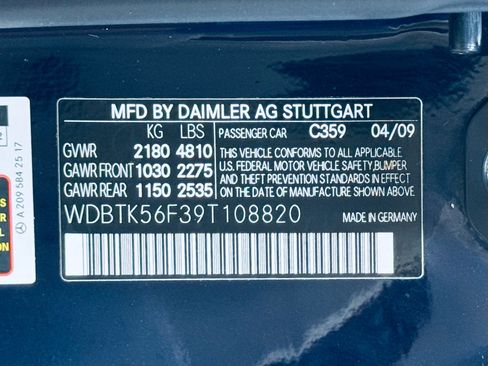 MFD BY DAIMLER AG STUTTGART
KG LBS PASSENGER CAR C359 04/09
GVWR 2180 4810
GAWR FRONT 1030 2275
GAWR REAR 1150 2535
THIS VEHICLE CONFORMS TO ALL APPLICABLE
U.S. FEDERAL MOTOR VEHICLE SAFETY, BUMPER,
AND THEFT PREVENTION STANDARDS IN EFFECT
ON THE DATE OF MANUFACTURE SHOWN ABOVE.
WDBTK56F39T108820 MADE IN GERMANY
A 209 584 25 17